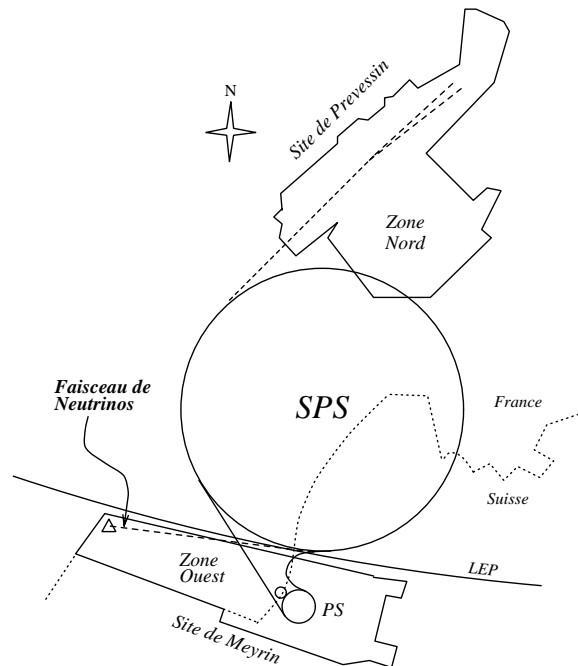 N
Site de Prevessin
Zone
Nord
Faisceau de
Neutrinos
SPS
France
Suisse
LEP
Zone
Ouest
PS
Site de Meyrin